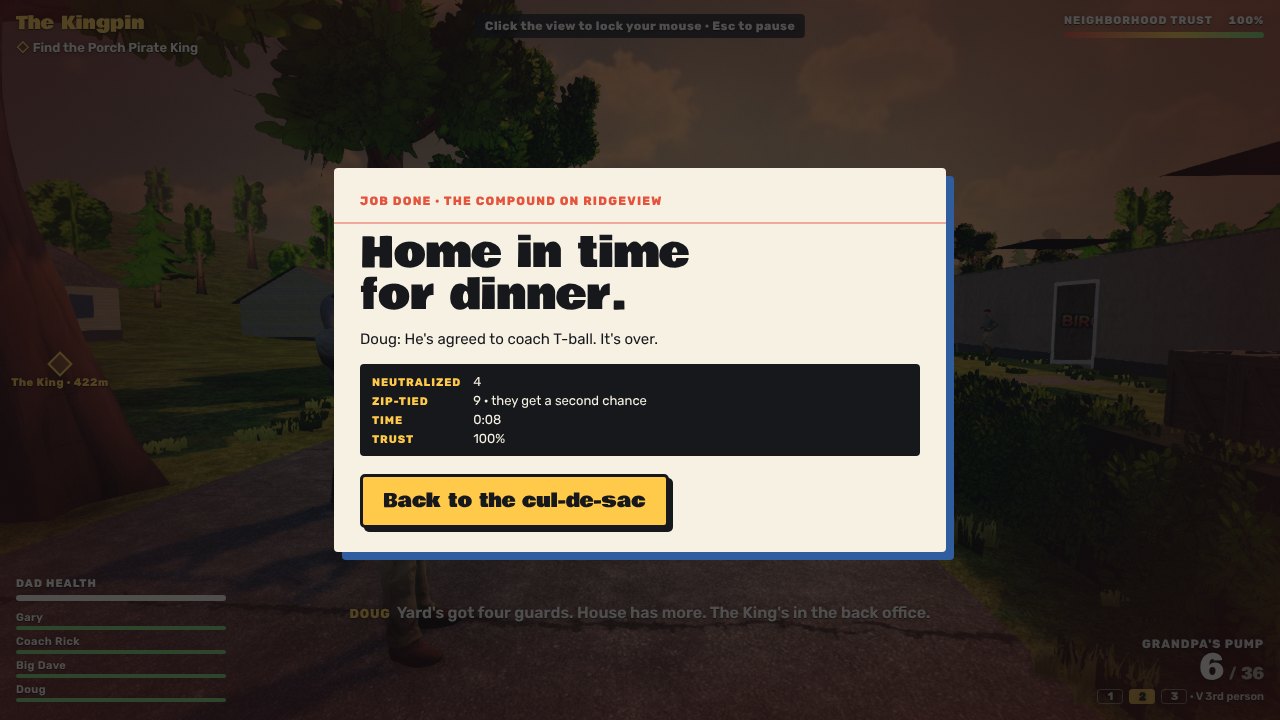 The Kingpin
Find the Porch Pirate King
Click the view to lock your mouse · Esc to pause
NEIGHBORHOOD TRUST 100%
JOB DONE · THE COMPOUND ON RIDGEVIEW
Home in time
for dinner.
Doug: He's agreed to coach T-ball. It's over.
NEUTRALIZED 4
ZIP-TIED 9 · they get a second chance
TIME 0:08
TRUST 100%
Back to the cul-de-sac
The King · 422m
BIR
DAD HEALTH
Gary
Coach Rick
Big Dave
Doug
DOUG Yard's got four guards. House has more. The King's in the back office.
GRANDPA'S PUMP
6 / 36
1 2 3 · V 3rd person